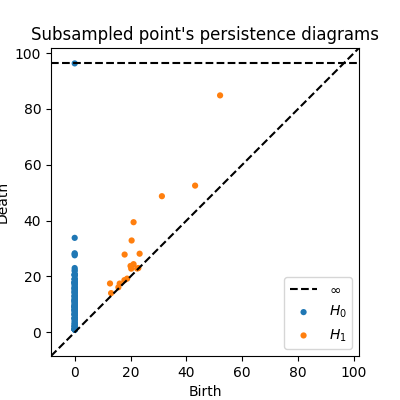 Subsampled point's persistence diagrams
100
80
60
40
20
0
Death
∞
H₀
H₁
0 20 40 60 80 100
Birth